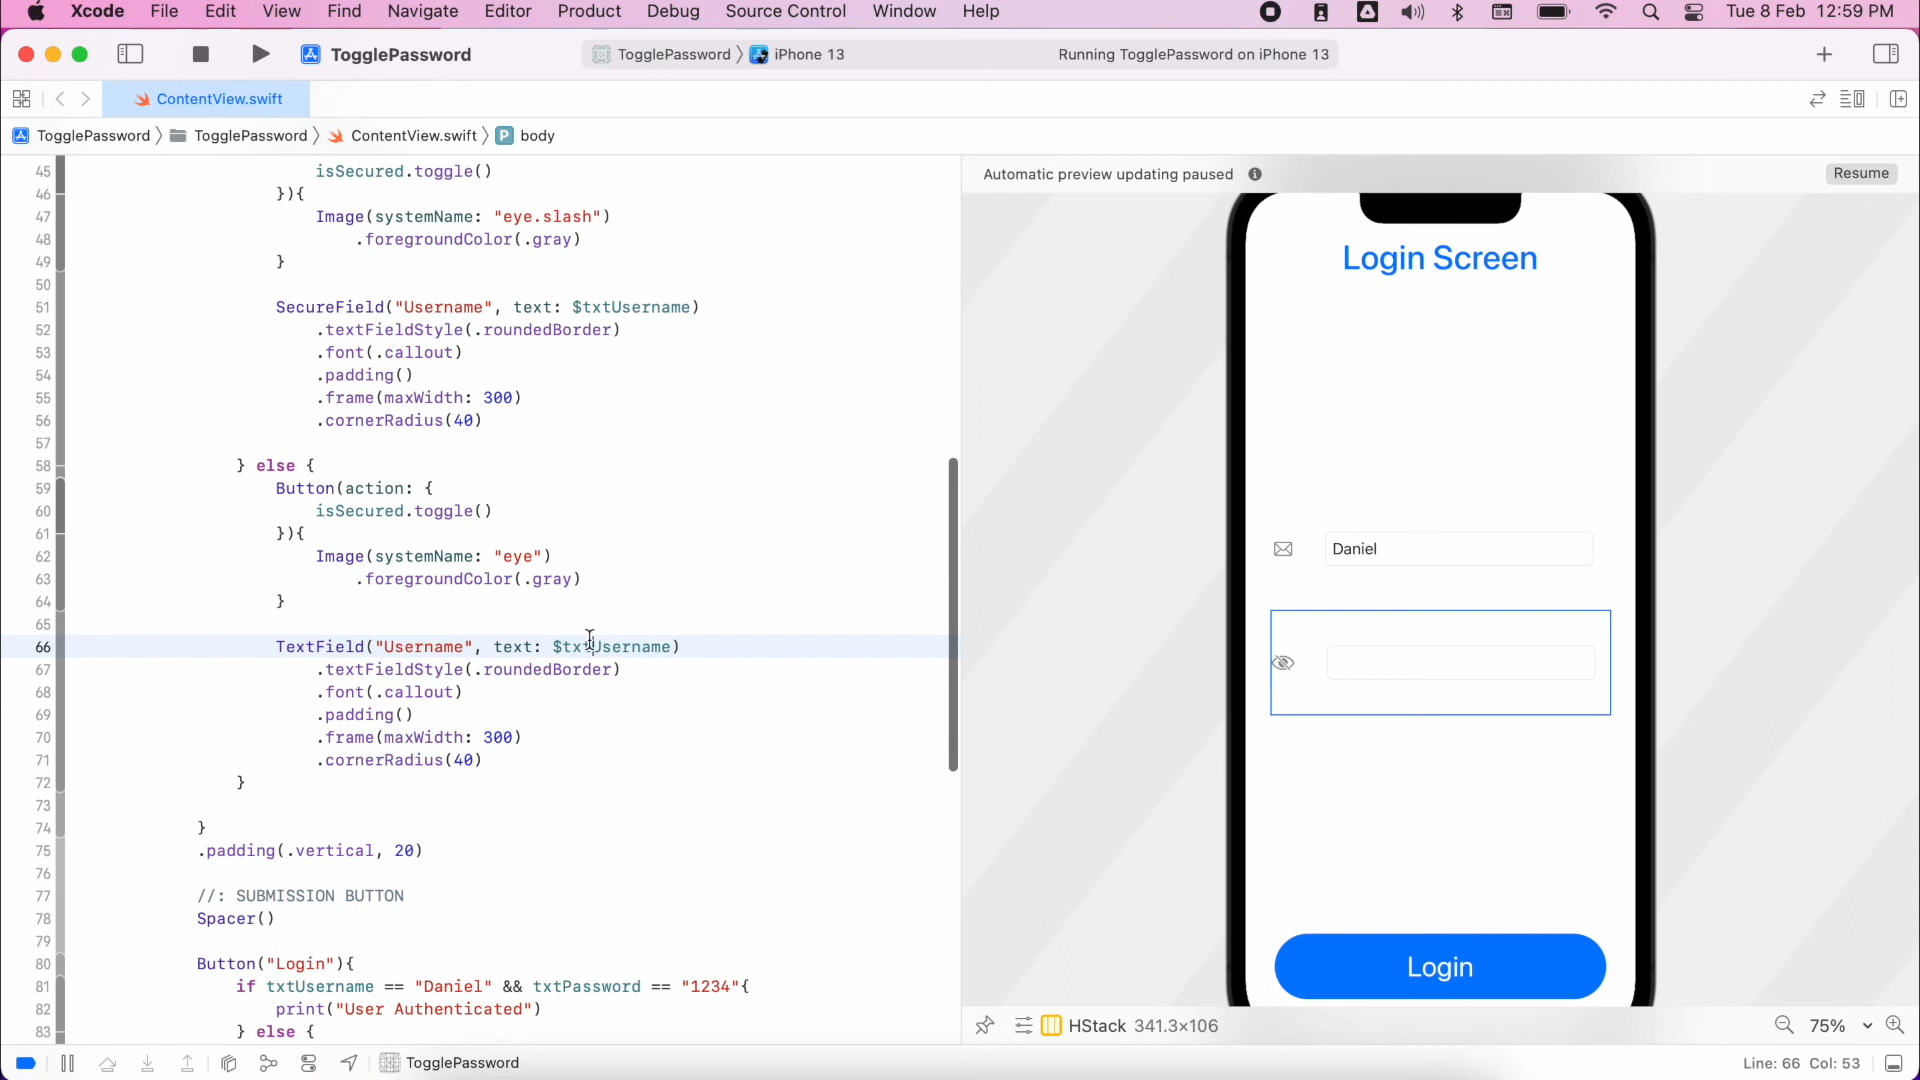 Xcode File Edit View Find Navigate Editor Product Debug Source Control Window Help Tue 8 Feb 12:59 PM
TogglePassword TogglePassword iPhone 13 Running TogglePassword on iPhone 13
ContentView.swift
TogglePassword TogglePassword ContentView.swift P body
45 isSecured.toggle()
46 }){
47 Image(systemName: "eye.slash")
48 .foregroundColor(.gray)
49 }
50
51 SecureField("Username", text: $txtUsername)
52 .textFieldStyle(.roundedBorder)
53 .font(.callout)
54 .padding()
55 .frame(maxWidth: 300)
56 .cornerRadius(40)
57
58 } else {
59 Button(action: {
60 isSecured.toggle()
61 }){
62 Image(systemName: "eye")
63 .foregroundColor(.gray)
64 }
65
66 TextField("Username", text: $txtUsername)
67 .textFieldStyle(.roundedBorder)
68 .font(.callout)
69 .padding()
70 .frame(maxWidth: 300)
71 .cornerRadius(40)
72 }
73
74 }
75 .padding(.vertical, 20)
76
77 //: SUBMISSION BUTTON
78 Spacer()
79
80 Button("Login"){
81 if txtUsername == "Daniel" && txtPassword == "1234"{
82 print("User Authenticated")
83 } else {
Automatic preview updating paused Resume
Login Screen
Daniel
Login
HStack 341.3×106 75%
TogglePassword Line: 66 Col: 53